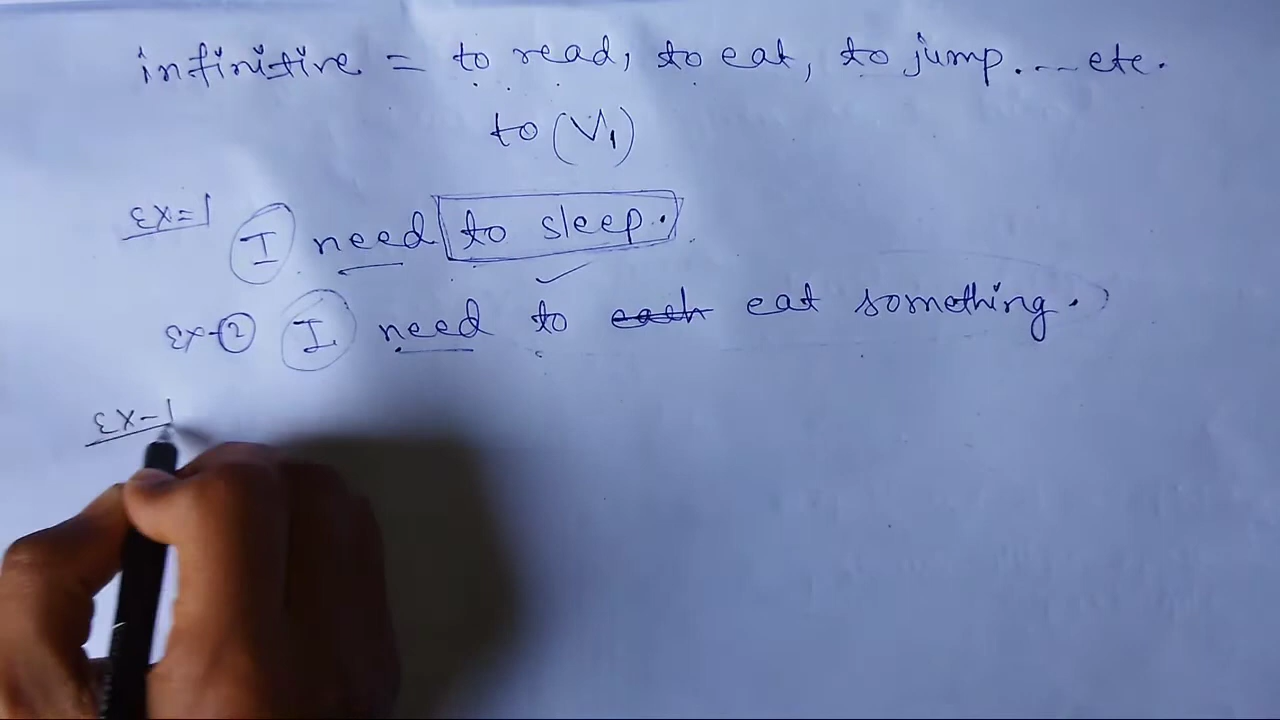 infinitive = to read, to eat, to jump....etc.
to (V₁)
Ex=1 I need to sleep.
Ex-② I need to each eat something.
Ex-1